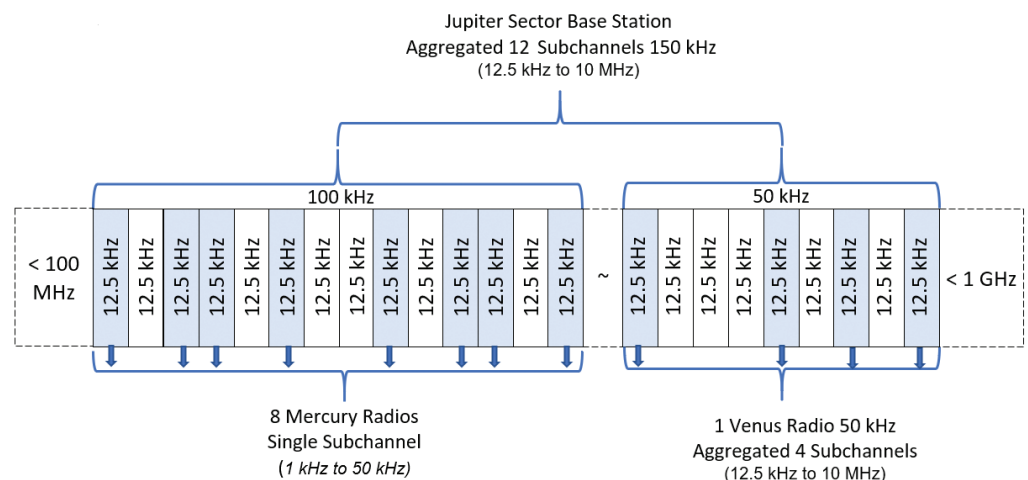 Jupiter Sector Base Station
Aggregated 12 Subchannels 150 kHz
(12.5 kHz to 10 MHz)
100 kHz
50 kHz
< 100
MHz
12.5 kHz
12.5 kHz
12.5 kHz
12.5 kHz
12.5 kHz
12.5 kHz
12.5 kHz
12.5 kHz
12.5 kHz
12.5 kHz
12.5 kHz
12.5 kHz
12.5 kHz
12.5 kHz
~
12.5 kHz
12.5 kHz
12.5 kHz
12.5 kHz
12.5 kHz
12.5 kHz
12.5 kHz
12.5 kHz
12.5 kHz
< 1 GHz
8 Mercury Radios
Single Subchannel
(1 kHz to 50 kHz)
1 Venus Radio 50 kHz
Aggregated 4 Subchannels
(12.5 kHz to 10 MHz)